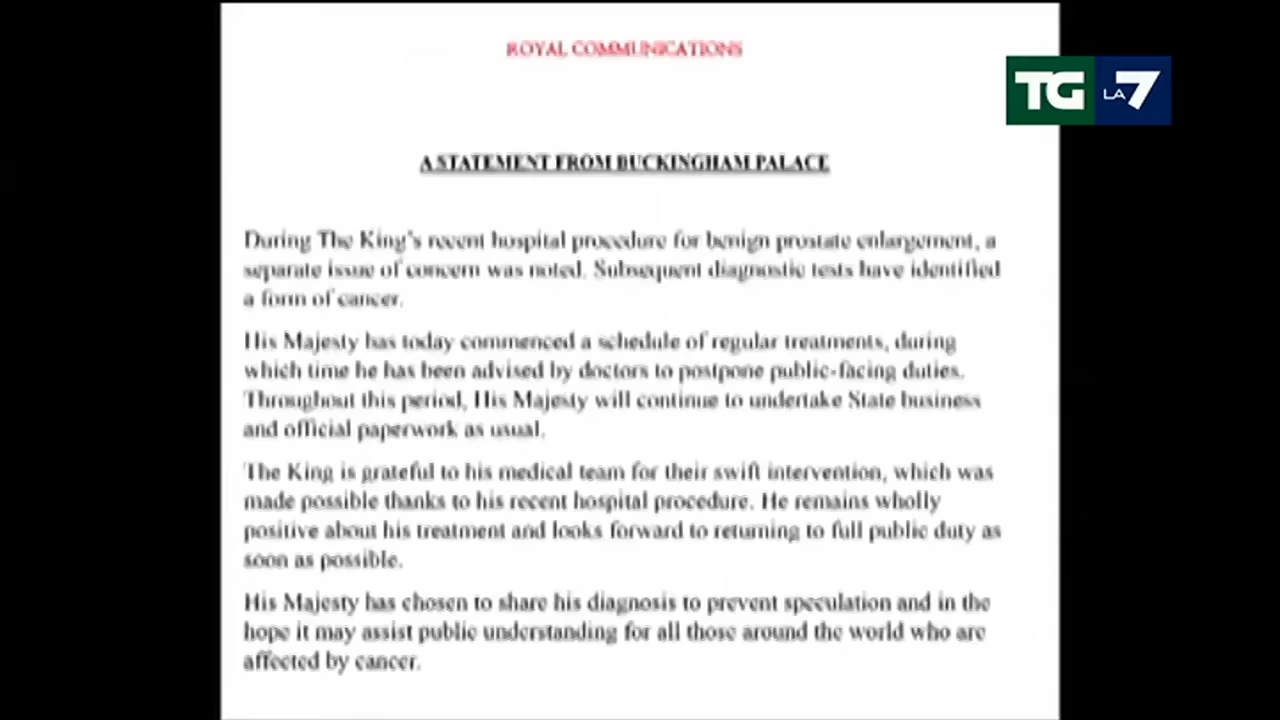 ROYAL COMMUNICATIONS
TG LA7
A STATEMENT FROM BUCKINGHAM PALACE
During The King's recent hospital procedure for benign prostate enlargement, a
separate issue of concern was noted. Subsequent diagnostic tests have identified
a form of cancer.
His Majesty has today commenced a schedule of regular treatments, during
which time he has been advised by doctors to postpone public-facing duties.
Throughout this period, His Majesty will continue to undertake State business
and official paperwork as usual.
The King is grateful to his medical team for their swift intervention, which was
made possible thanks to his recent hospital procedure. He remains wholly
positive about his treatment and looks forward to returning to full public duty as
soon as possible.
His Majesty has chosen to share his diagnosis to prevent speculation and in the
hope it may assist public understanding for all those around the world who are
affected by cancer.